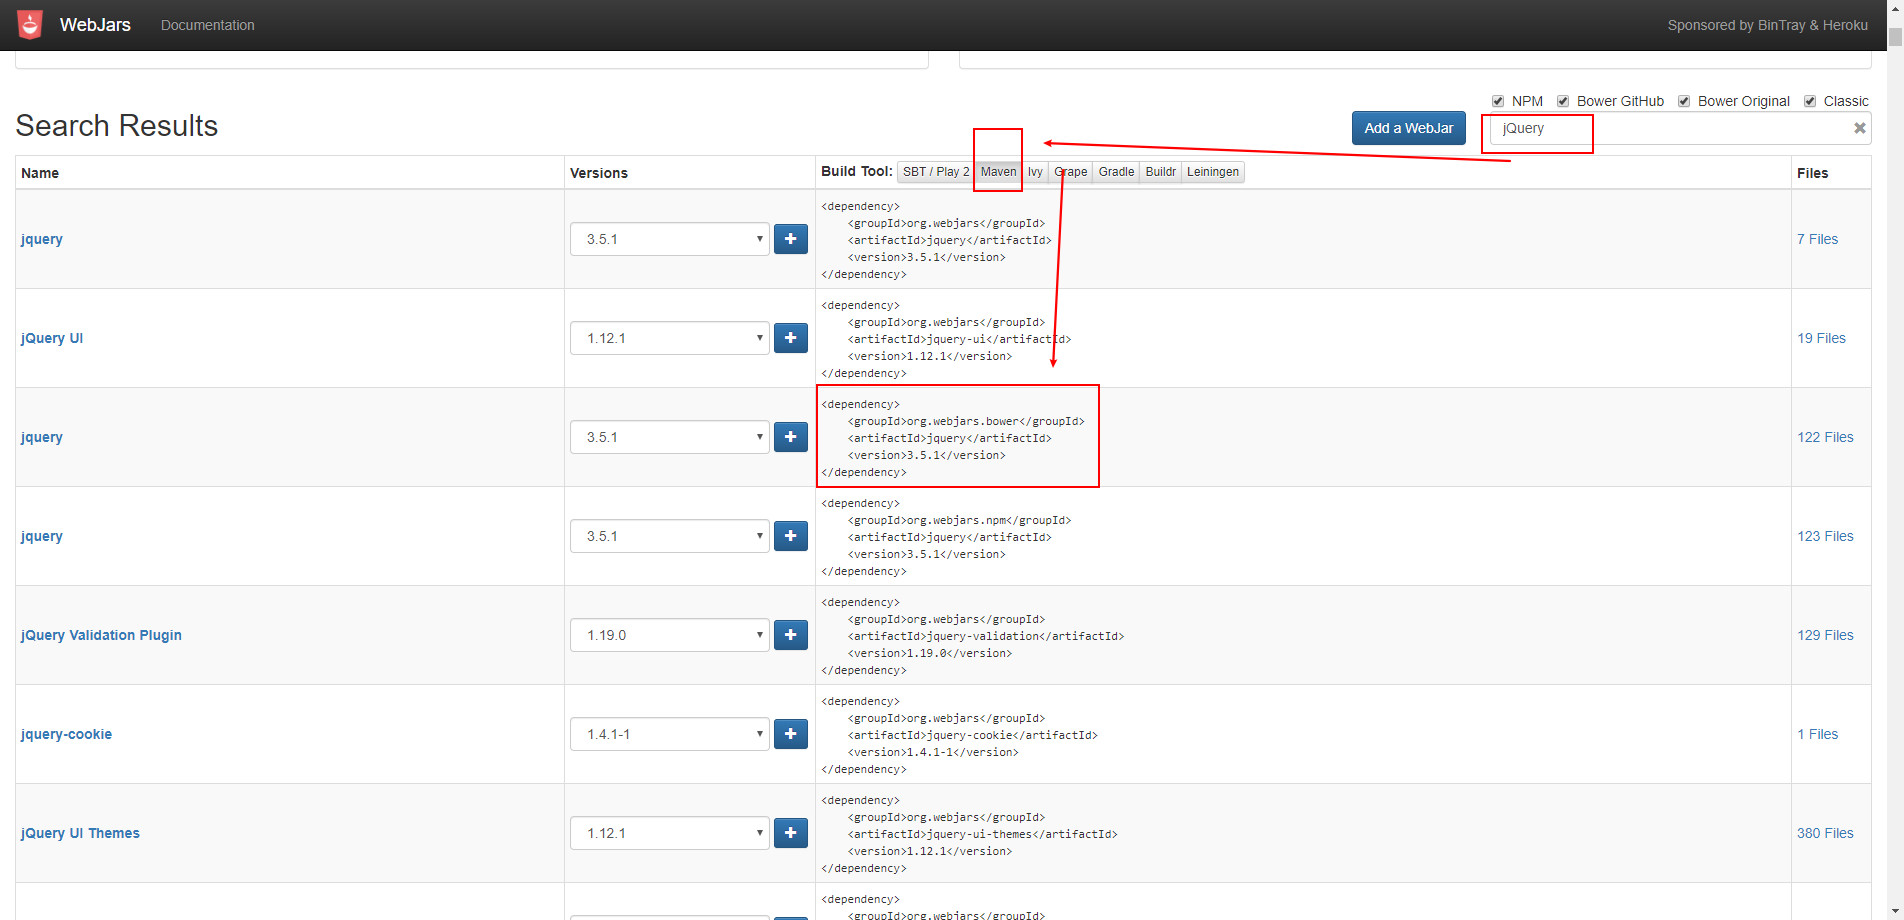 WebJars Documentation Sponsored by BinTray & Heroku
NPM Bower GitHub Bower Original Classic
Search Results Add a WebJar jQuery
Name Versions Build Tool: SBT / Play 2 Maven Ivy Grape Gradle Buildr Leiningen Files
<dependency>
<groupId>org.webjars</groupId>
jquery 3.5.1 <artifactId>jquery</artifactId> 7 Files
<version>3.5.1</version>
</dependency>
<dependency>
<groupId>org.webjars</groupId>
jQuery UI 1.12.1 <artifactId>jquery-ui</artifactId> 19 Files
<version>1.12.1</version>
</dependency>
<dependency>
<groupId>org.webjars.bower</groupId>
jquery 3.5.1 <artifactId>jquery</artifactId> 122 Files
<version>3.5.1</version>
</dependency>
<dependency>
<groupId>org.webjars.npm</groupId>
jquery 3.5.1 <artifactId>jquery</artifactId> 123 Files
<version>3.5.1</version>
</dependency>
<dependency>
<groupId>org.webjars</groupId>
jQuery Validation Plugin 1.19.0 <artifactId>jquery-validation</artifactId> 129 Files
<version>1.19.0</version>
</dependency>
<dependency>
<groupId>org.webjars</groupId>
jquery-cookie 1.4.1-1 <artifactId>jquery-cookie</artifactId> 1 Files
<version>1.4.1-1</version>
</dependency>
<dependency>
<groupId>org.webjars</groupId>
jQuery UI Themes 1.12.1 <artifactId>jquery-ui-themes</artifactId> 380 Files
<version>1.12.1</version>
</dependency>
<dependency>
<groupId>org.webjars</groupId>